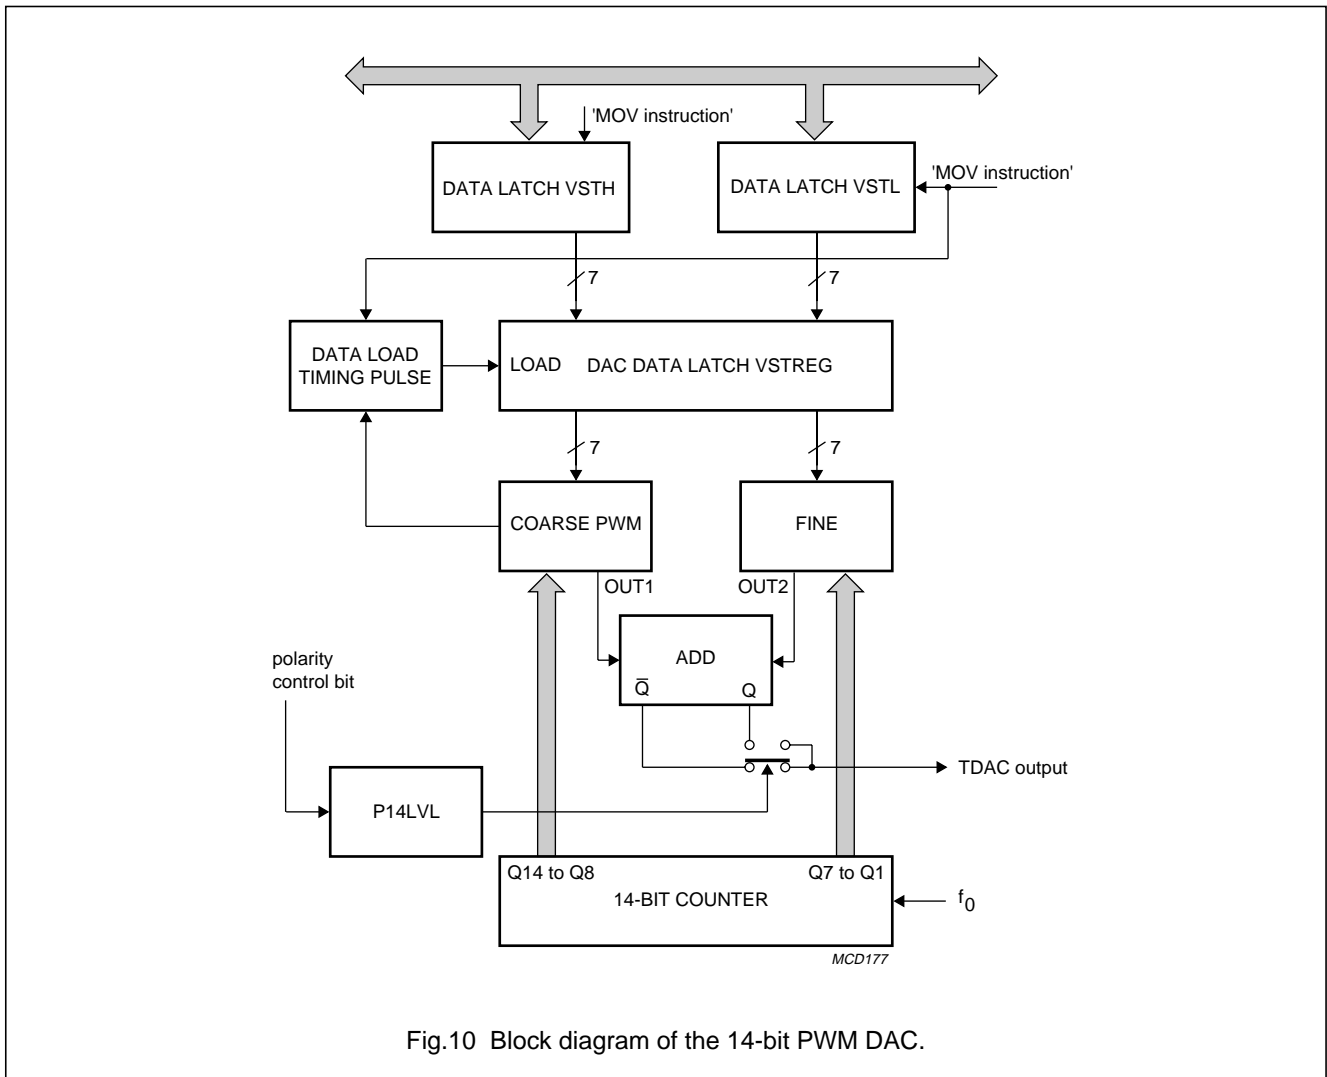 'MOV instruction'
DATA LATCH VSTH
DATA LATCH VSTL
'MOV instruction'
7
7
DATA LOAD
TIMING PULSE
LOAD
DAC DATA LATCH VSTREG
7
7
COARSE PWM
FINE
OUT1
OUT2
ADD
Q̅
Q
polarity
control bit
TDAC output
P14LVL
Q14 to Q8
Q7 to Q1
14-BIT COUNTER
f0
MCD177
Fig.10 Block diagram of the 14-bit PWM DAC.